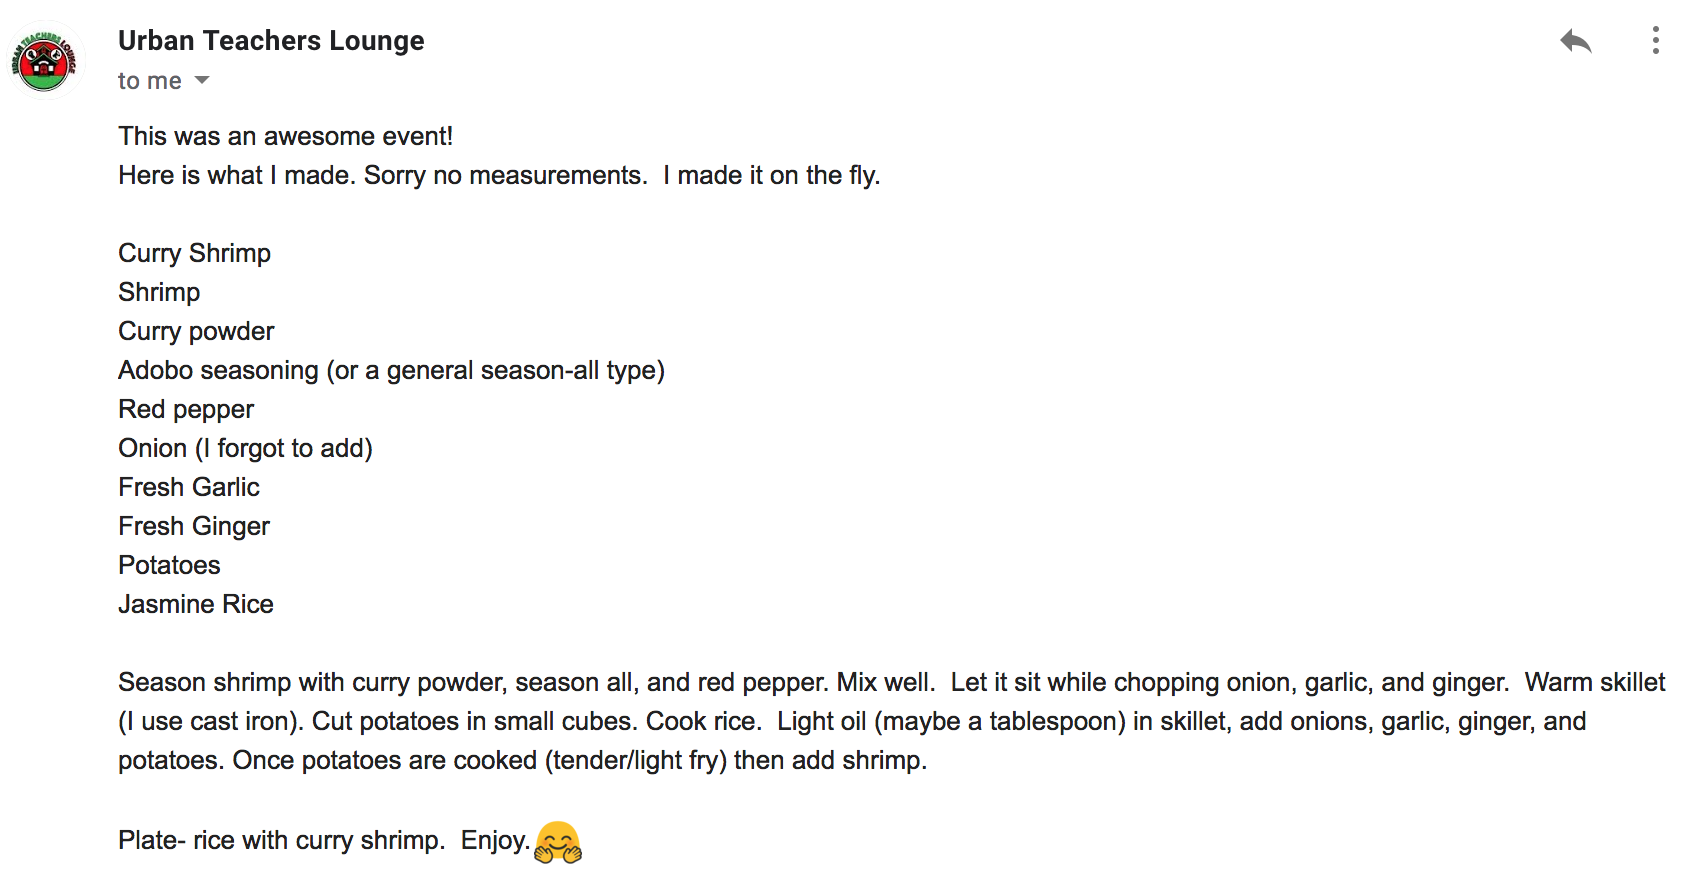 URBAN TEACHERS LOUNGE
Urban Teachers Lounge
to me
This was an awesome event!
Here is what I made. Sorry no measurements.  I made it on the fly.
Curry Shrimp
Shrimp
Curry powder
Adobo seasoning (or a general season-all type)
Red pepper
Onion (I forgot to add)
Fresh Garlic
Fresh Ginger
Potatoes
Jasmine Rice
Season shrimp with curry powder, season all, and red pepper. Mix well.  Let it sit while chopping onion, garlic, and ginger.  Warm skillet
(I use cast iron). Cut potatoes in small cubes. Cook rice.  Light oil (maybe a tablespoon) in skillet, add onions, garlic, ginger, and
potatoes. Once potatoes are cooked (tender/light fry) then add shrimp.
Plate- rice with curry shrimp.  Enjoy.🤗